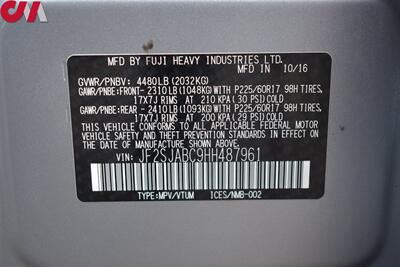 MFD BY FUJI HEAVY INDUSTRIES LTD.
MFD IN 10/16
GVWR/PNBV: 4480LB(2032KG)
GAWR/PNBE:FRONT- 2310LB(1048KG)WITH P225/60R17 98H TIRES,
17X7J RIMS AT 210 KPA (30 PSI) COLD
GAWR/PNBE:REAR - 2410LB(1093KG)WITH P225/60R17 98H TIRES,
17X7J RIMS AT 200 KPA (29 PSI) COLD
THIS VEHICLE CONFORMS TO ALL APPLICABLE FEDERAL MOTOR
VEHICLE SAFETY AND THEFT PREVENTION STANDARDS IN EFFECT
ON THE DATE OF MANUFACTURE SHOWN ABOVE.
VIN: JF2SJABC9HH487961
TYPE:MPV/VTUM ICES/NMB-002